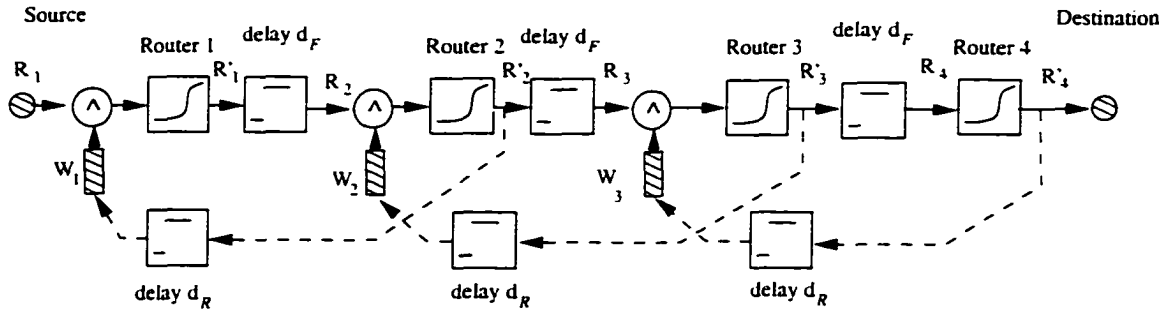 Source
Destination
Router 1
delay d_F
Router 2
delay d_F
Router 3
delay d_F
Router 4
R_1
^
R'_1
R_2
^
R'_2
R_3
^
R'_3
R_4
R'_4
W_1
W_2
W_3
delay d_R
delay d_R
delay d_R